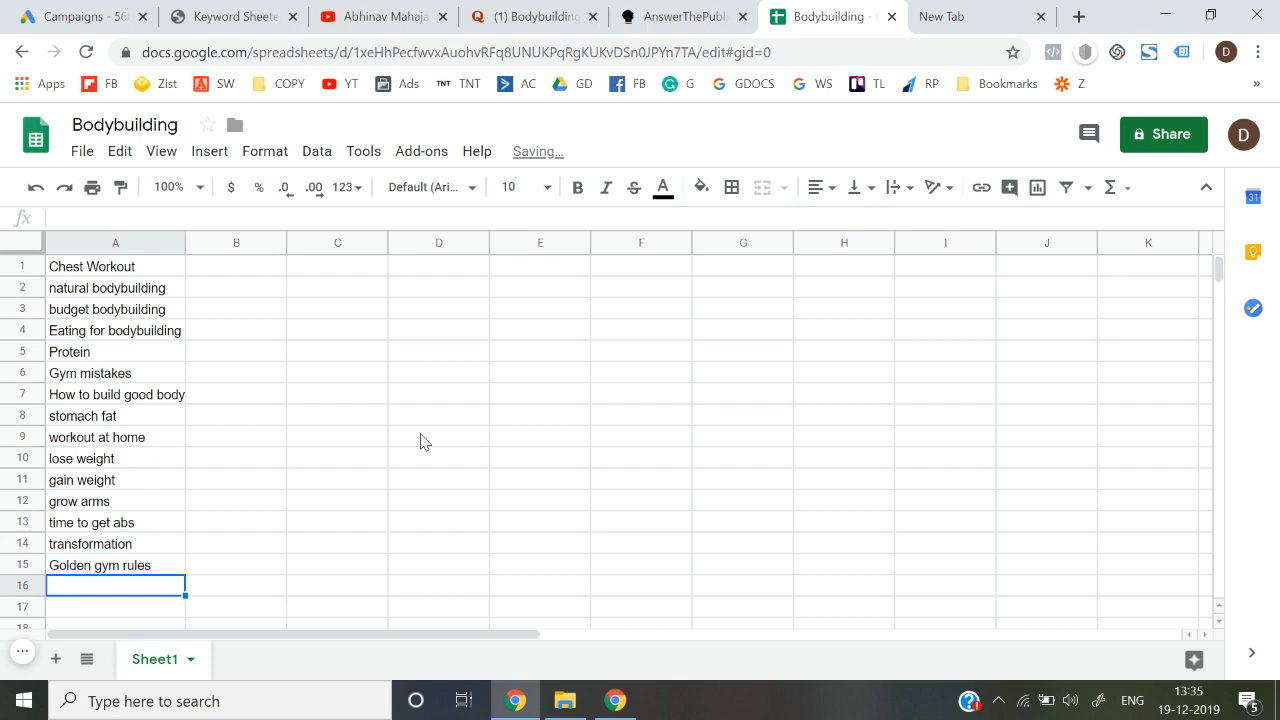 Campaigns - 56
Keyword Sheete
Abhinav Mahaja
(1) Bodybuilding
AnswerThePu
Bodybuilding -
New Tab
docs.google.com/spreadsheets/d/1xeHhPecfwvxAuohvRFq8UNUKPqRgKUKvDSn0JPYn7TA/edit#gid=0
D
Apps
FB
Zist
SW
COPY
YT
Ads
TNT TNT
AC
GD
FB
G
GDOCS
WS
TL
RP
Bookmarks
Z
»
Bodybuilding
File Edit View Insert Format Data Tools Add-ons Help Saving...
Share
D
100% $ % .0 .00 123 Default (Ari... 10 B I S A Σ
31
fx
A B C D E F G H I J K
1 Chest Workout
2 natural bodybuilding
3 budget bodybuilding
4 Eating for bodybuilding
5 Protein
6 Gym mistakes
7 How to build good body
8 stomach fat
9 workout at home
10 lose weight
11 gain weight
12 grow arms
13 time to get abs
14 transformation
15 Golden gym rules
16
17
18
Sheet1
Type here to search
ENG
13:35
19-12-2019
5